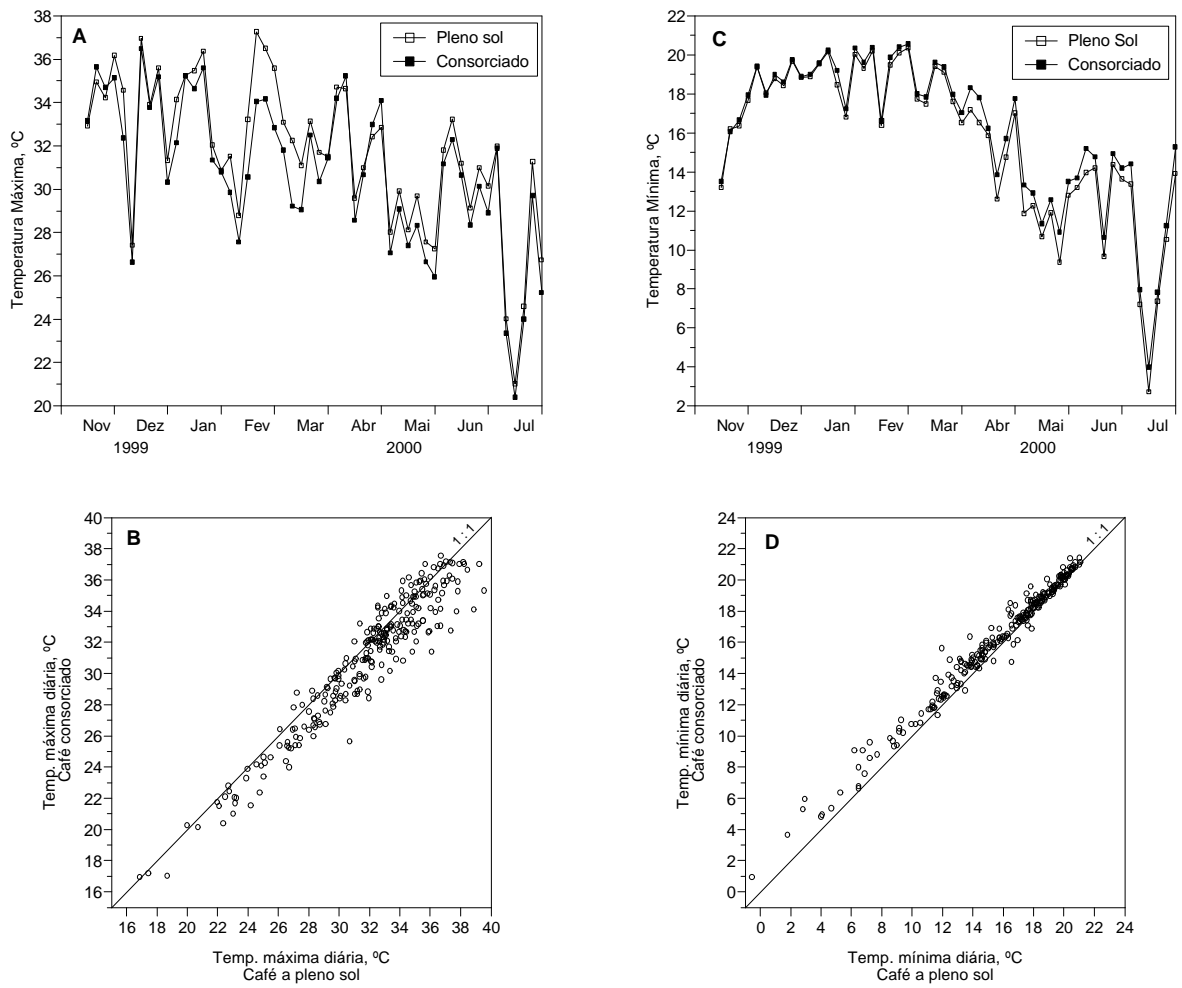 A
Pleno sol
Consorciado
Temperatura Máxima, ºC
38
36
34
32
30
28
26
24
22
20
Nov Dez Jan Fev Mar Abr Mai Jun Jul
1999 2000
C
Pleno Sol
Consorciado
Temperatura Mínima, ºC
22
20
18
16
14
12
10
8
6
4
2
Nov Dez Jan Fev Mar Abr Mai Jun Jul
1999 2000
B
1 : 1
Temp. máxima diária, ºC
Café consorciado
40
38
36
34
32
30
28
26
24
22
20
18
16
16 18 20 22 24 26 28 30 32 34 36 38 40
Temp. máxima diária, ºC
Café a pleno sol
D
1 : 1
Temp. mínima diária, ºC
Café consorciado
24
22
20
18
16
14
12
10
8
6
4
2
0
0 2 4 6 8 10 12 14 16 18 20 22 24
Temp. mínima diária, ºC
Café a pleno sol